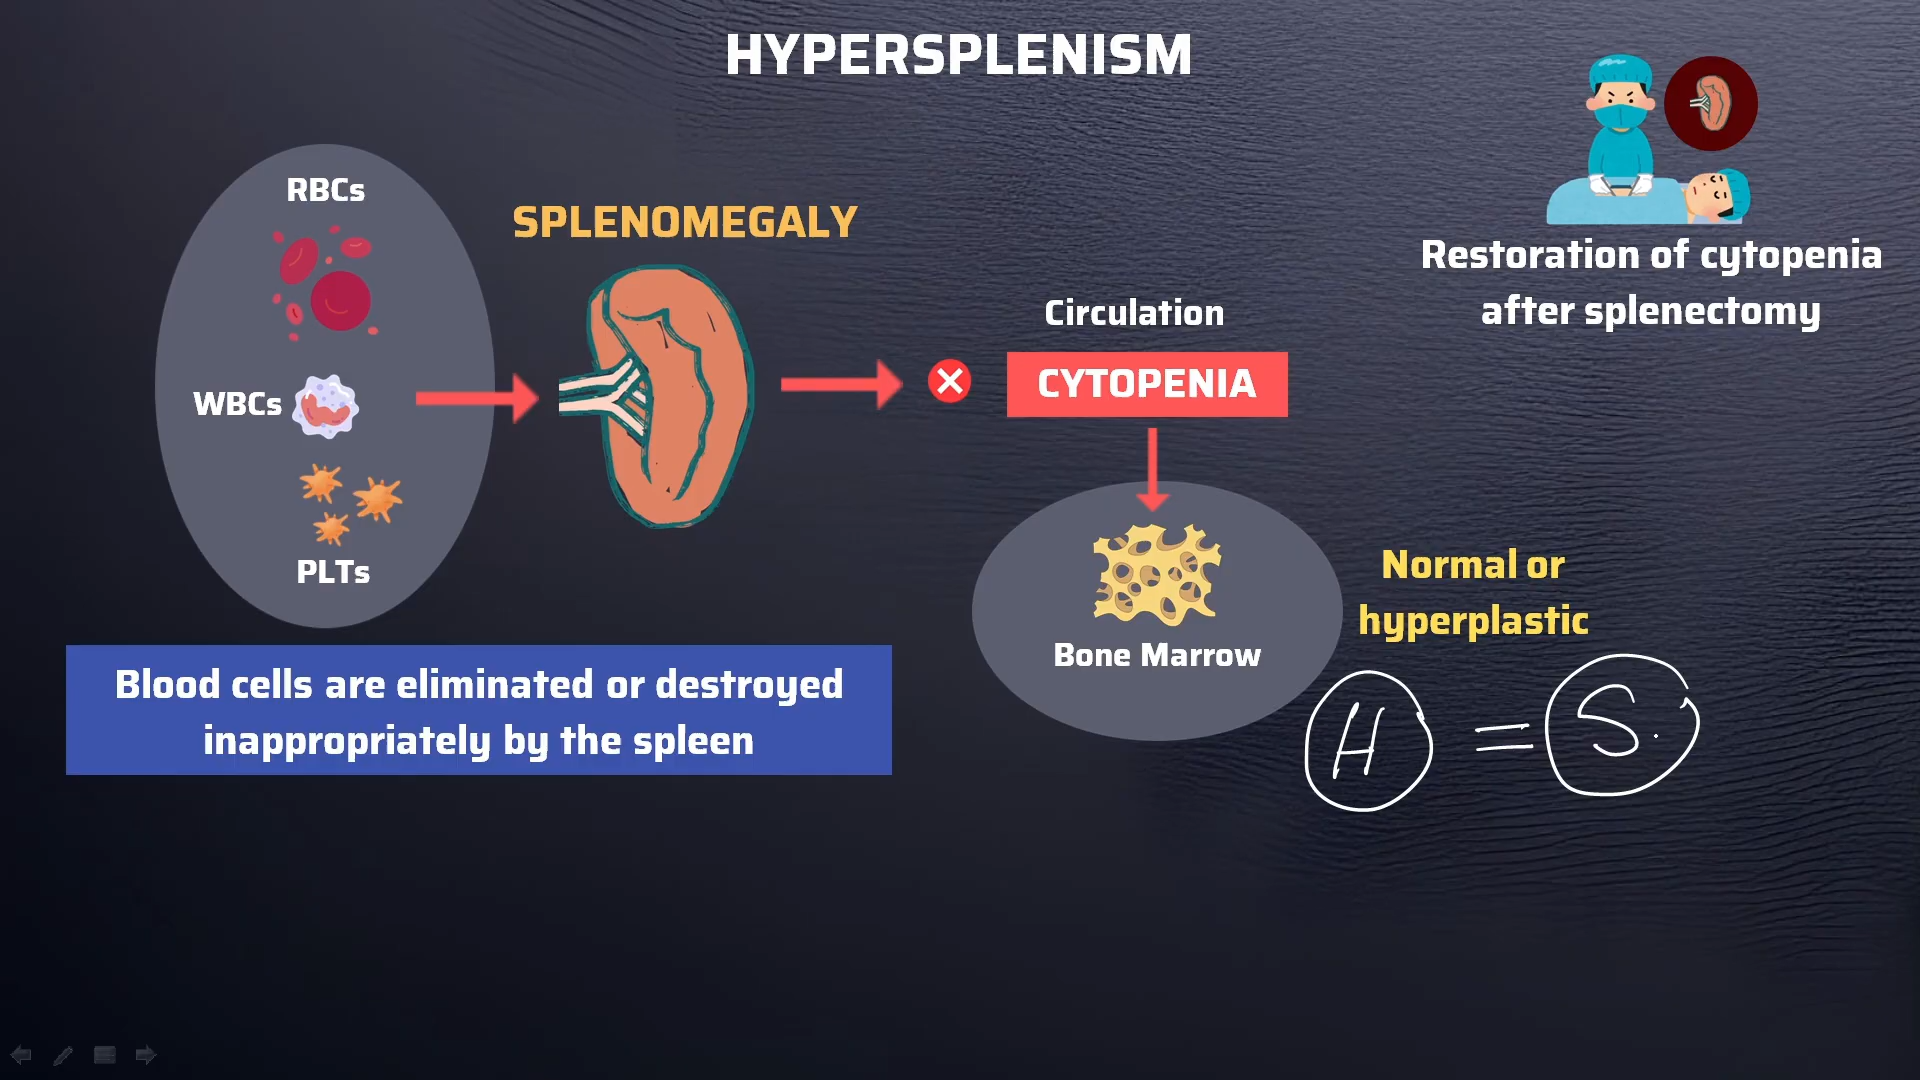 HYPERSPLENISM
RBCs
WBCs
PLTs
SPLENOMEGALY
Blood cells are eliminated or destroyed
inappropriately by the spleen
Circulation
CYTOPENIA
Bone Marrow
Normal or
hyperplastic
H = S
Restoration of cytopenia
after splenectomy